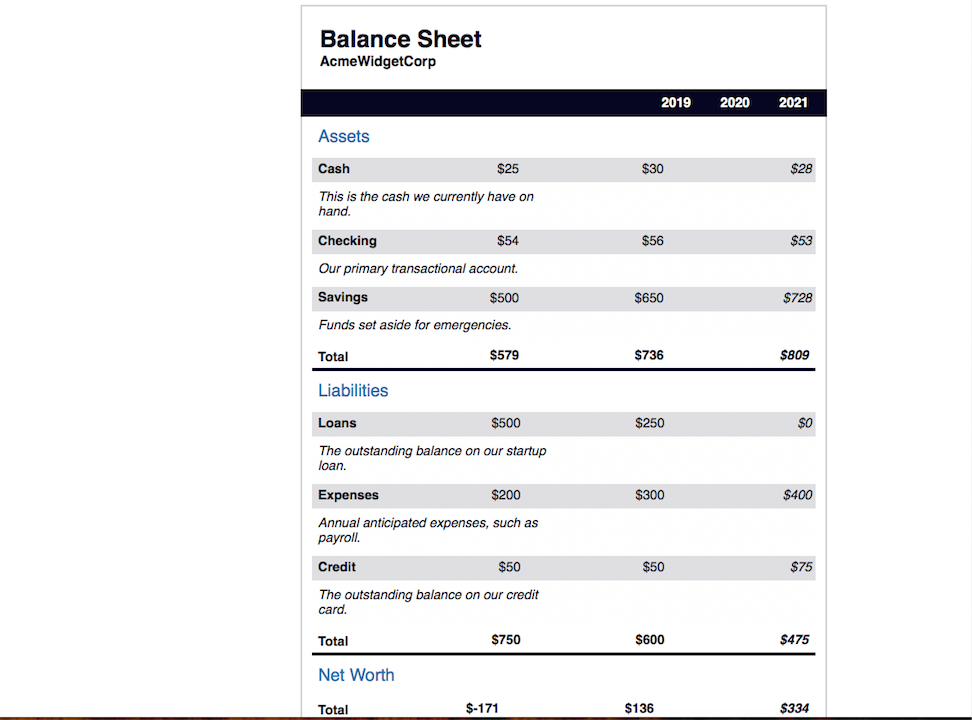 Balance Sheet
AcmeWidgetCorp
2019 2020 2021
Assets
Cash $25 $30 $28
This is the cash we currently have on
hand.
Checking $54 $56 $53
Our primary transactional account.
Savings $500 $650 $728
Funds set aside for emergencies.
Total $579 $736 $809
Liabilities
Loans $500 $250 $0
The outstanding balance on our startup
loan.
Expenses $200 $300 $400
Annual anticipated expenses, such as
payroll.
Credit $50 $50 $75
The outstanding balance on our credit
card.
Total $750 $600 $475
Net Worth
Total $-171 $136 $334